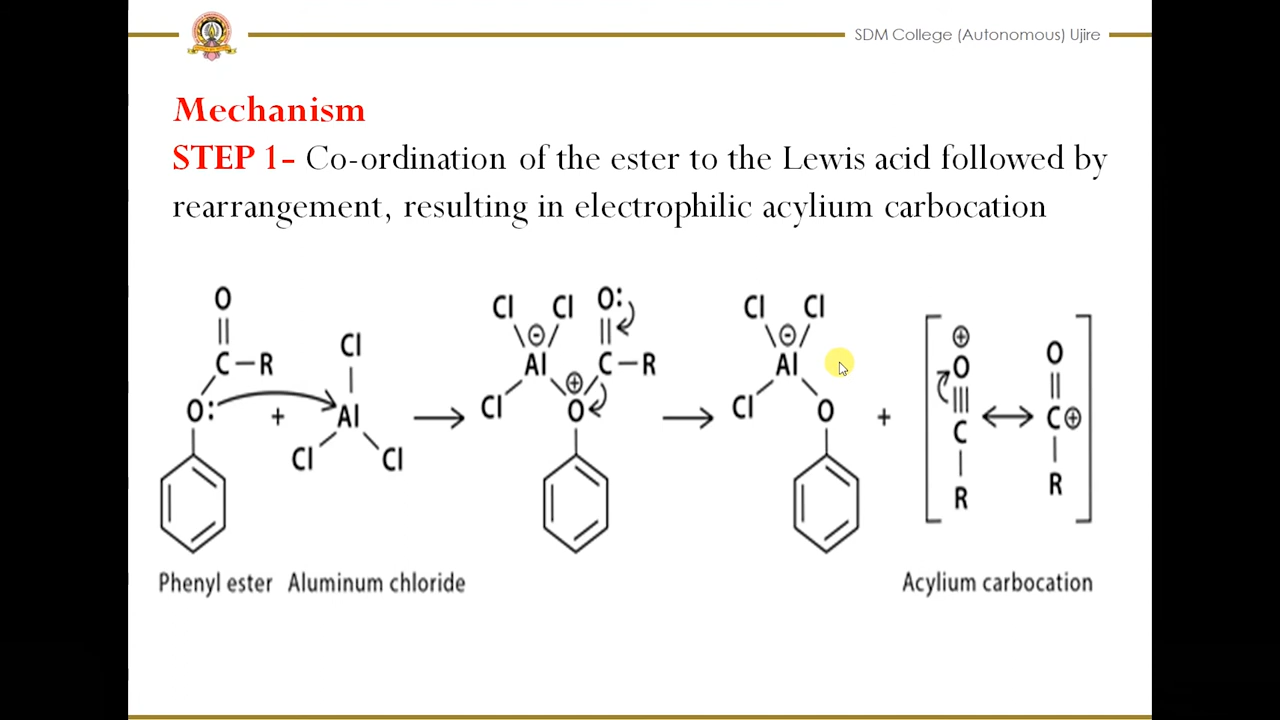 SDM College (Autonomous) Ujire
Mechanism
STEP 1- Co-ordination of the ester to the Lewis acid followed by
rearrangement, resulting in electrophilic acylium carbocation
O
C–R
O:
+
Cl
Al
Cl
Cl
Cl
Cl
⊖
Al
Cl
O:
C–R
⊕
O
Cl
Cl
⊖
Al
Cl
O
+
⊕
O
C
R
O
C⊕
R
Phenyl ester
Aluminum chloride
Acylium carbocation